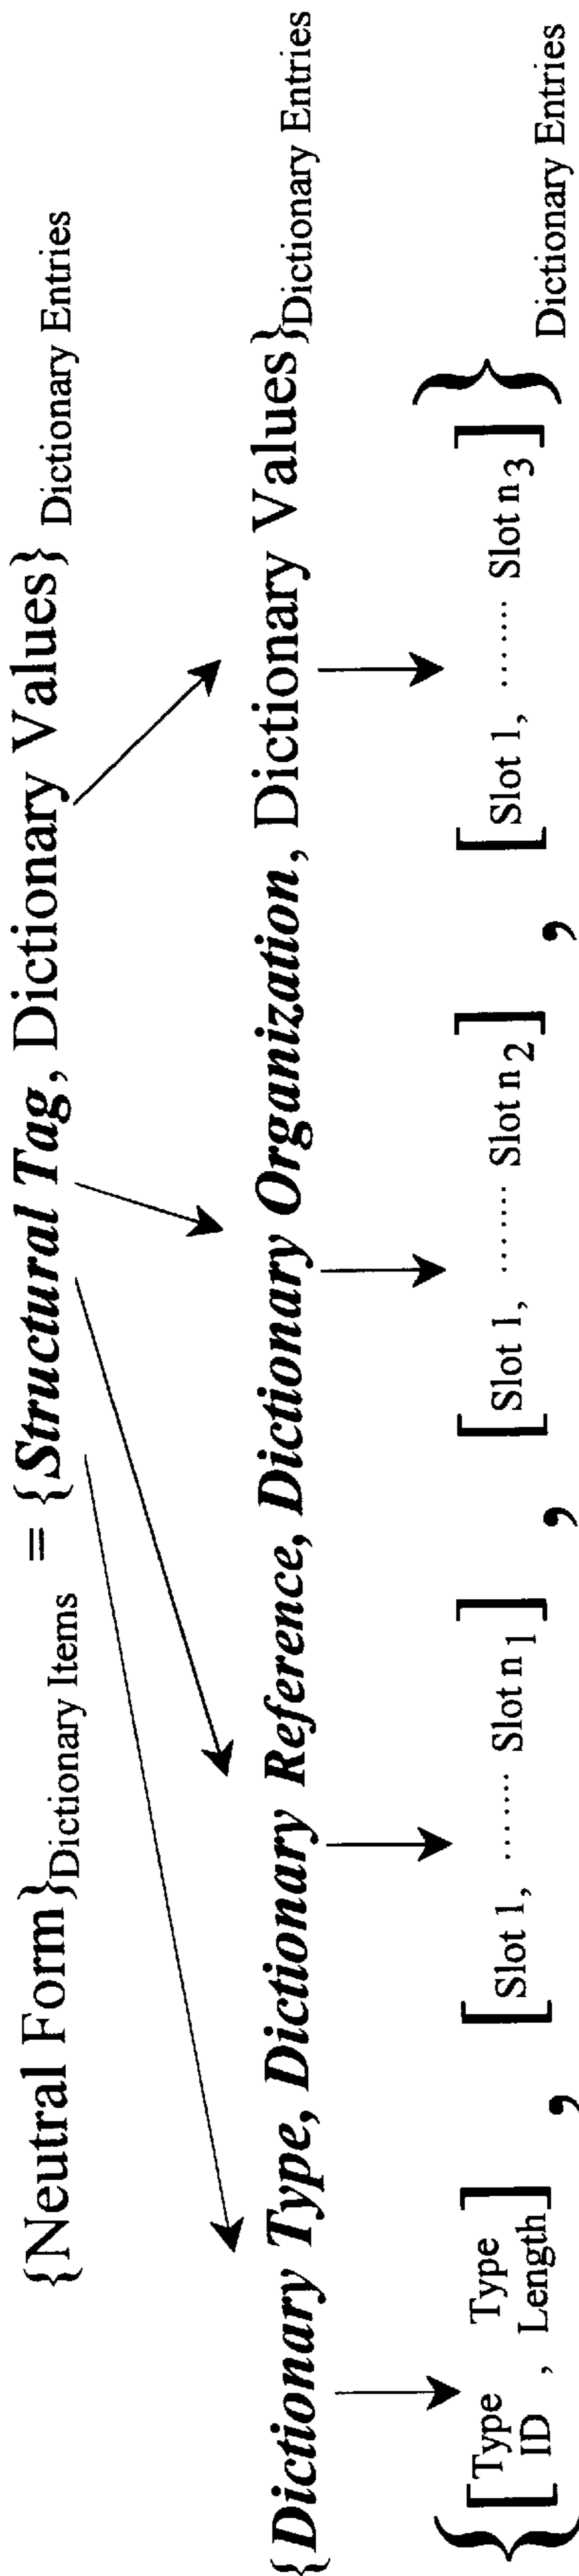 {Neutral Form}Dictionary Items = {Structural Tag, Dictionary Values} Dictionary Entries
{Dictionary Type, Dictionary Reference, Dictionary Organization, Dictionary Values}Dictionary Entries
{[Type ID , Type Length] , [Slot 1, ........ Slot n1] , [Slot 1, ........ Slot n2] , [Slot 1, ........ Slot n3]} Dictionary Entries